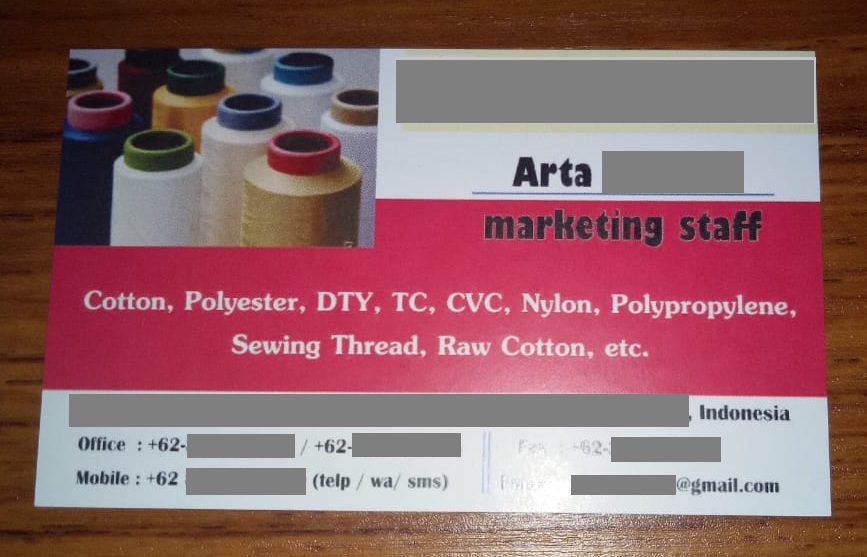 Arta
marketing staff
Cotton, Polyester, DTY, TC, CVC, Nylon, Polypropylene,
Sewing Thread, Raw Cotton, etc.
, Indonesia
Office : +62- / +62-
Fax : +62-
Mobile : +62 (telp / wa/ sms)
@gmail.com